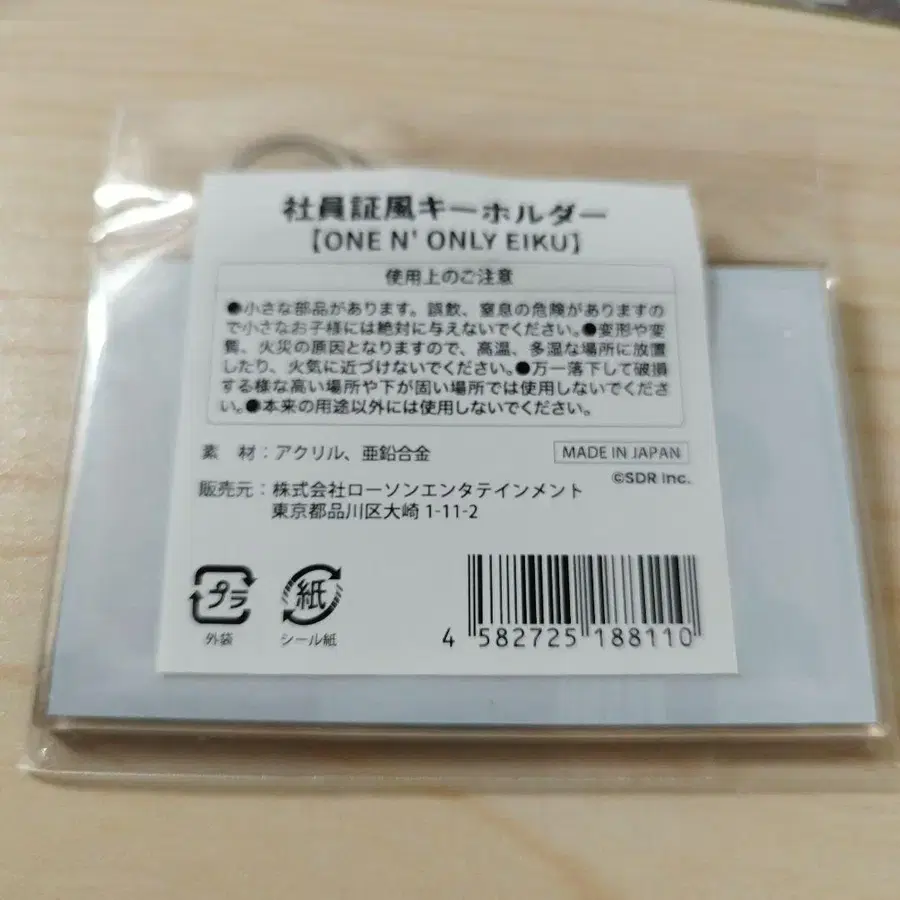 社員証風キーホルダー
【ONE N' ONLY EIKU】
使用上のご注意
●小さな部品があります。誤飲、窒息の危険がありますの
で小さなお子様には絶対に与えないでください。●変形や変
質、火災の原因となりますので、高温、多湿な場所に放置
したり、火気に近づけないでください。●万一落下して破損
する様な高い場所や下が固い場所では使用しないでくださ
い。●本来の用途以外には使用しないでください。
素 材：アクリル、亜鉛合金
MADE IN JAPAN
©SDR Inc.
販売元：株式会社ローソンエンタテインメント
東京都品川区大崎 1-11-2
プラ
外袋
紙
シール紙
4 582725 188110